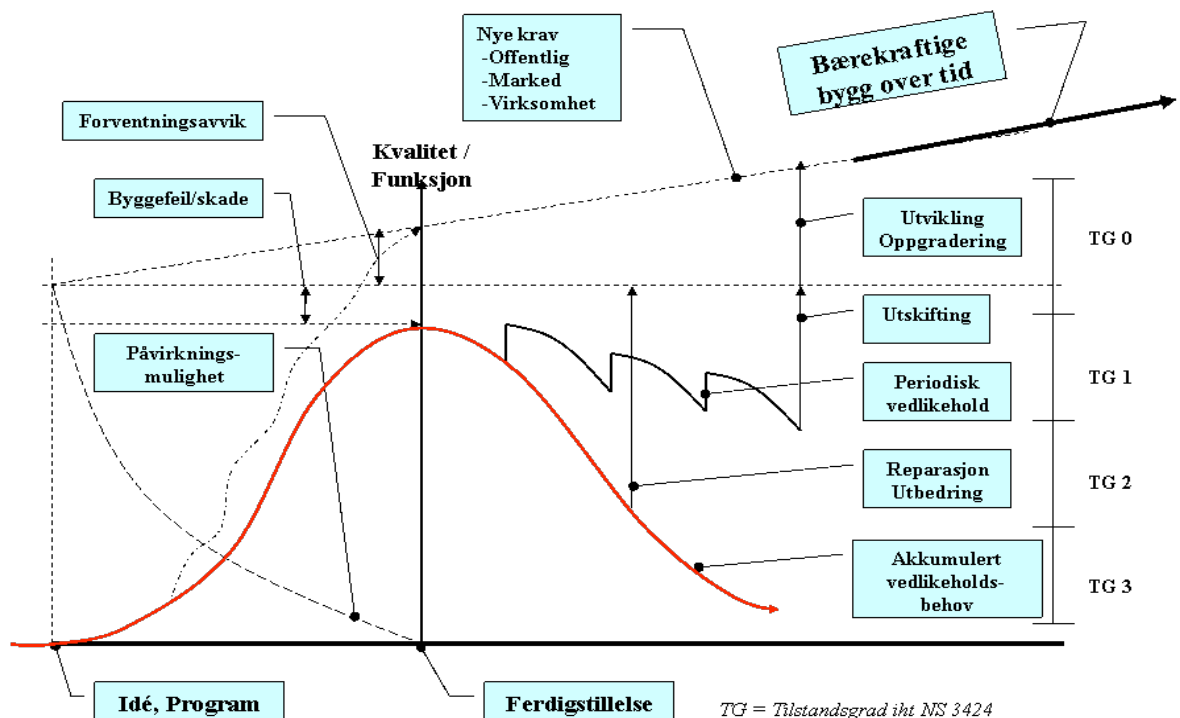 Nye krav
-Offentlig
-Marked
-Virksomhet
Bærekraftige
bygg over tid
Forventningsavvik
Kvalitet /
Funksjon
Byggefeil/skade
Utvikling
Oppgradering
TG 0
Utskifting
Påvirknings-
mulighet
Periodisk
vedlikehold
TG 1
Reparasjon
Utbedring
TG 2
Akkumulert
vedlikeholds-
behov
TG 3
Idé, Program
Ferdigstillelse
TG = Tilstandsgrad iht NS 3424